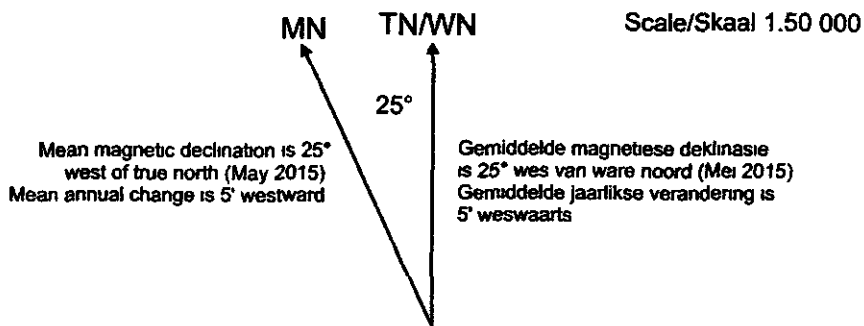 MN TN/WN Scale/Skaal 1.50 000
25°
Mean magnetic declination is 25°
west of true north (May 2015)
Mean annual change is 5' westward
Gemiddelde magnetiese deklinasie
is 25° wes van ware noord (Mei 2015)
Gemiddelde jaarlikse verandering is
5' weswaarts